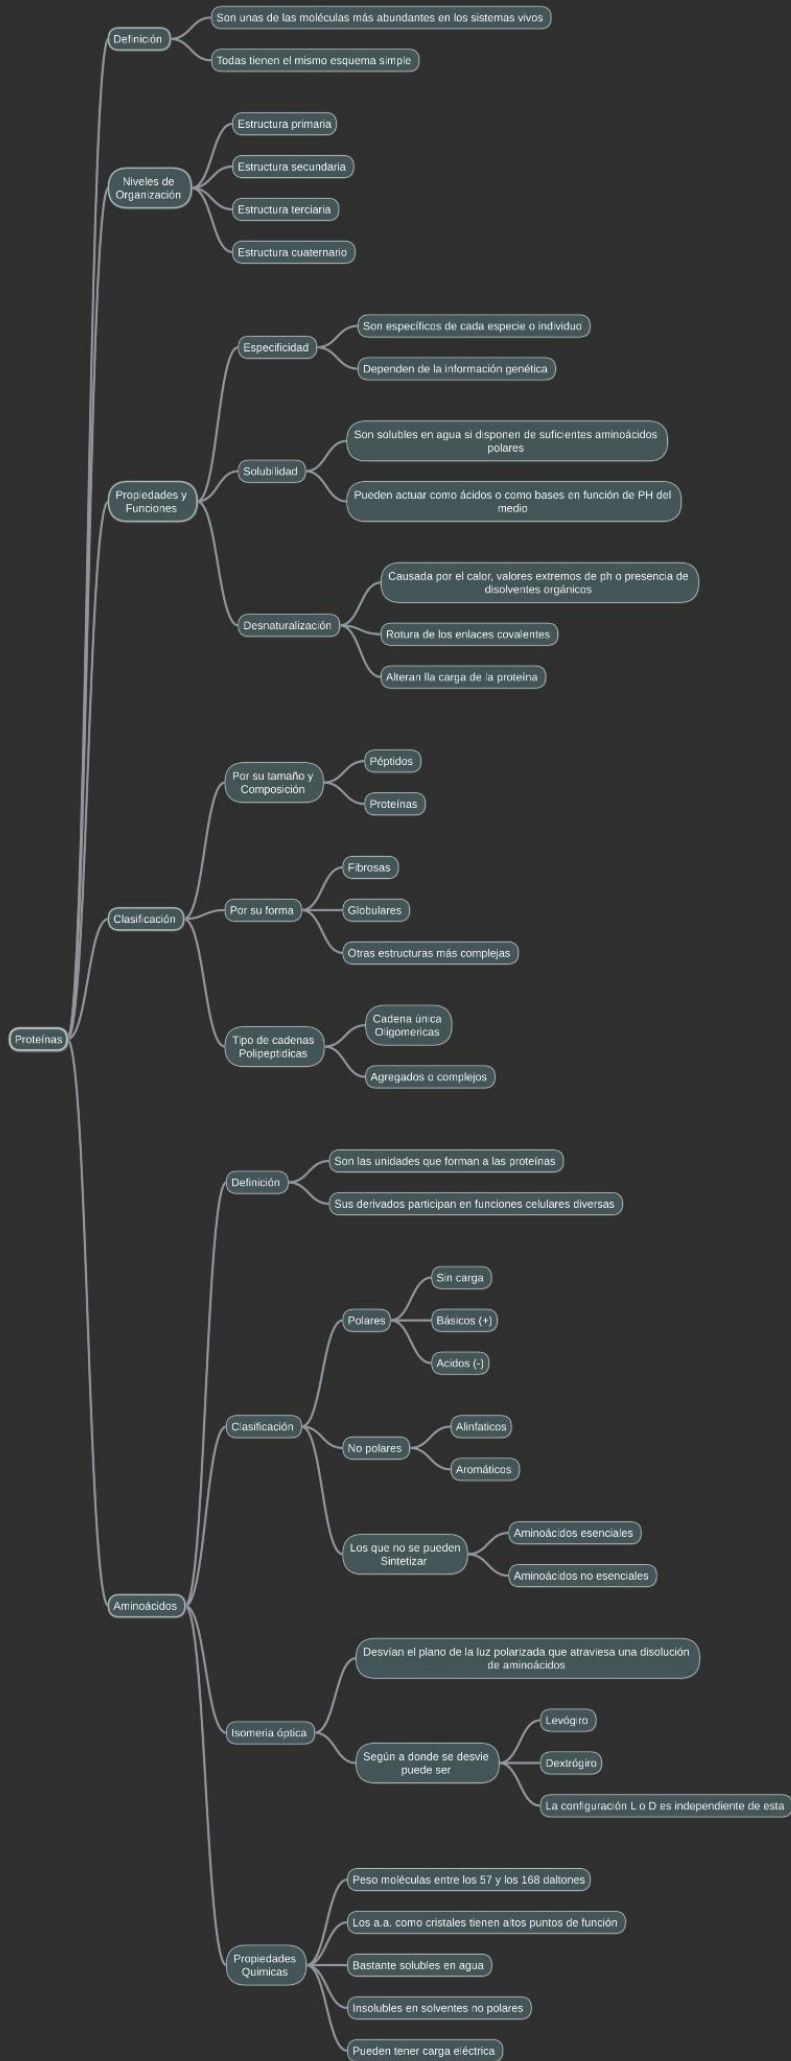 Son unas de las moléculas más abundantes en los sistemas vivos
Definición
Todas tienen el mismo esquema simple
Estructura primaria
Estructura secundaria
Niveles de
Organización
Estructura terciaria
Estructura cuaternario
Son específicos de cada especie o individuo
Especificidad
Dependen de la información genética
Son solubles en agua si disponen de suficientes aminoácidos
polares
Solubilidad
Pueden actuar como ácidos o como bases en función de PH del
medio
Propiedades y
Funciones
Causada por el calor, valores extremos de ph o presencia de
disolventes orgánicos
Desnaturalización
Rotura de los enlaces covalentes
Alteran lla carga de la proteína
Por su tamaño y
Composición
Péptidos
Proteínas
Fibrosas
Clasificación
Por su forma
Globulares
Otras estructuras más complejas
Cadena única
Oligomericas
Tipo de cadenas
Polipeptidicas
Agregados o complejos
Proteínas
Definición
Son las unidades que forman a las proteínas
Sus derivados participan en funciones celulares diversas
Sin carga
Polares
Básicos (+)
Acidos (-)
Clasificación
No polares
Alinfaticos
Aromáticos
Los que no se pueden
Sintetizar
Aminoácidos esenciales
Aminoácidos no esenciales
Aminoácidos
Desvían el plano de la luz polarizada que atraviesa una disolución
de aminoácidos
Isomeria óptica
Según a donde se desvie
puede ser
Levógiro
Dextrógiro
La configuración L o D es independiente de esta
Peso moléculas entre los 57 y los 168 daltones
Los a.a. como cristales tienen altos puntos de función
Propiedades
Quimicas
Bastante solubles en agua
Insolubles en solventes no polares
Pueden tener carga eléctrica